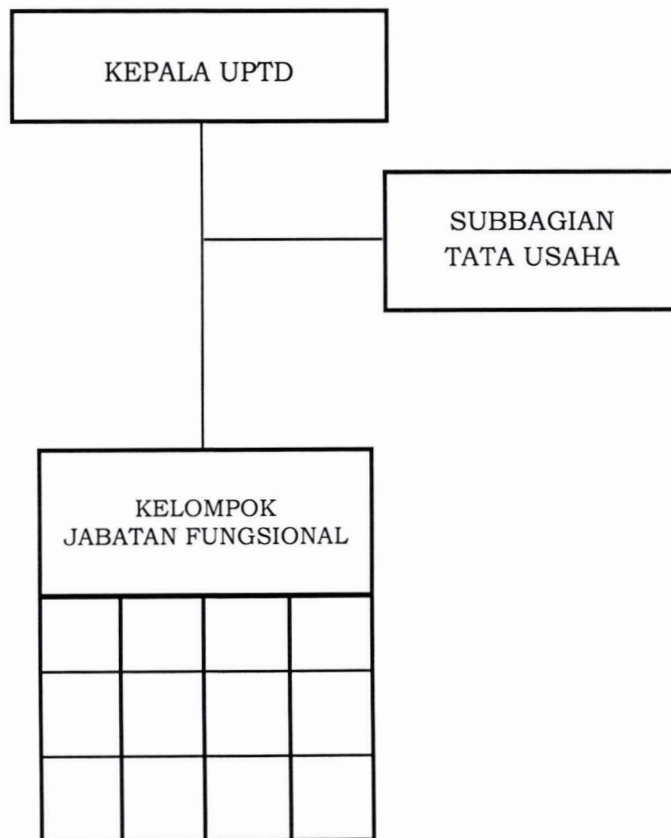 KEPALA UPTD
SUBBAGIAN
TATA USAHA
KELOMPOK
JABATAN FUNGSIONAL